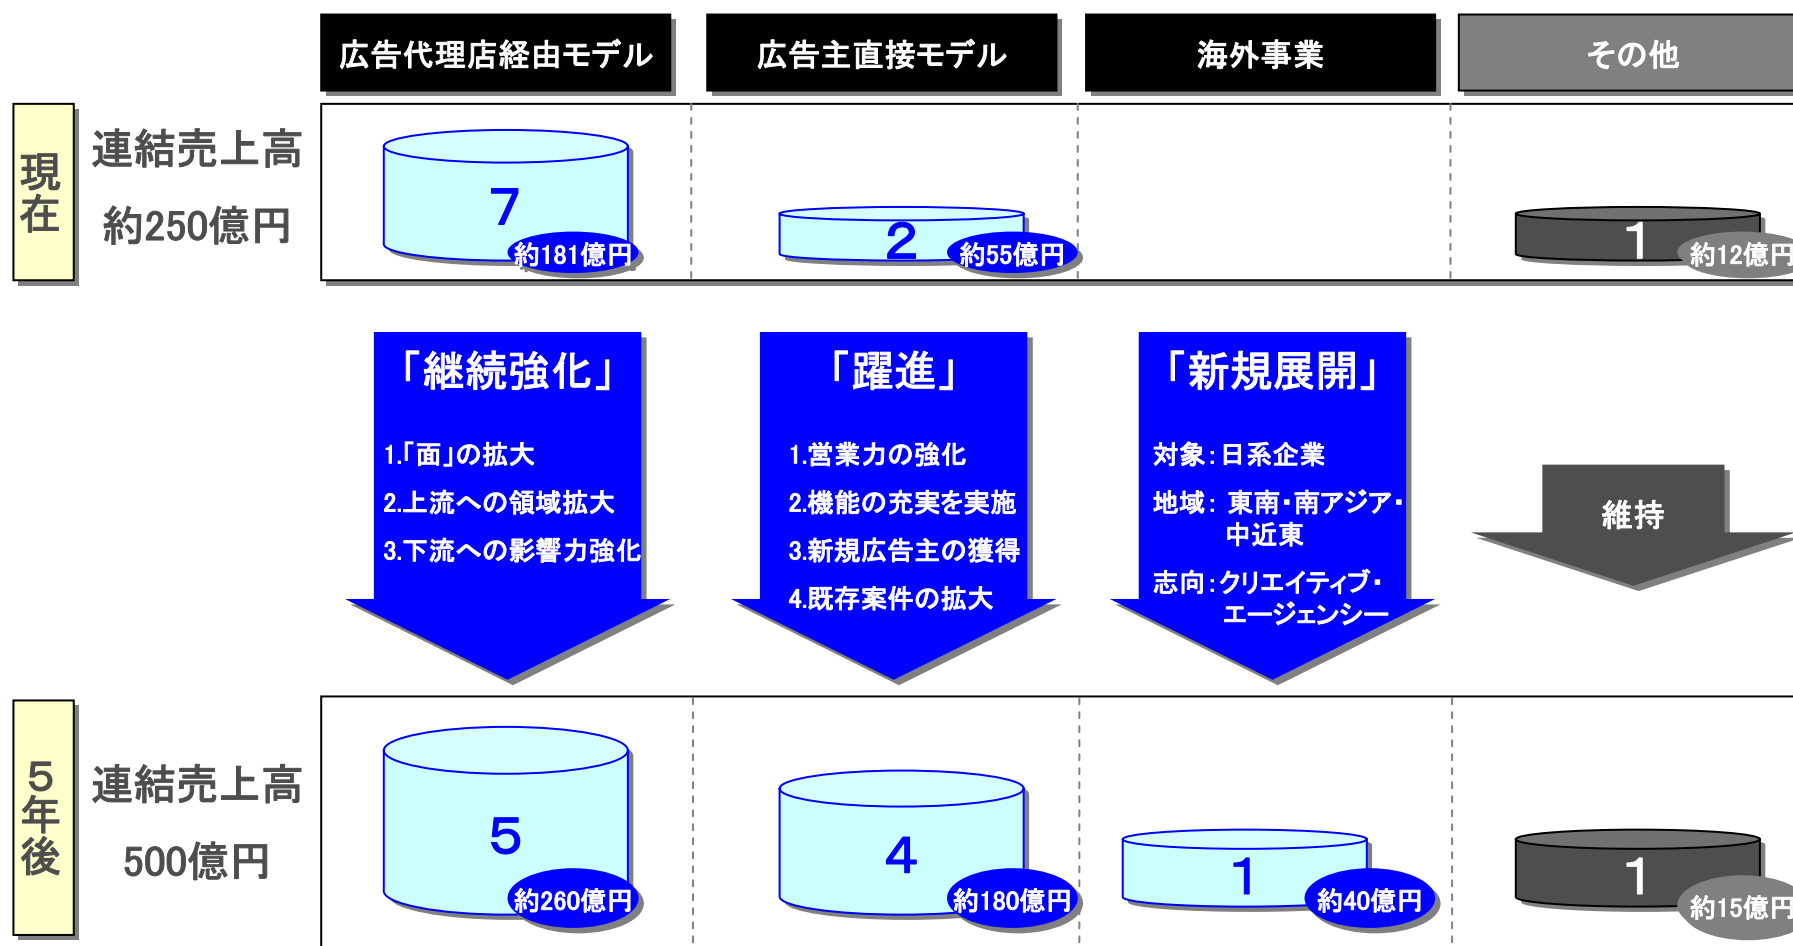 広告代理店経由モデル
広告主直接モデル
海外事業
その他
現在
連結売上高
約250億円
7
約181億円
2
約55億円
1
約12億円
「継続強化」
1.「面」の拡大
2.上流への領域拡大
3.下流への影響力強化
「躍進」
1.営業力の強化
2.機能の充実を実施
3.新規広告主の獲得
4.既存案件の拡大
「新規展開」
対象：日系企業
地域： 東南・南アジア・
中近東
志向：クリエイティブ・
エージェンシー
維持
5年後
連結売上高
500億円
5
約260億円
4
約180億円
1
約40億円
1
約15億円